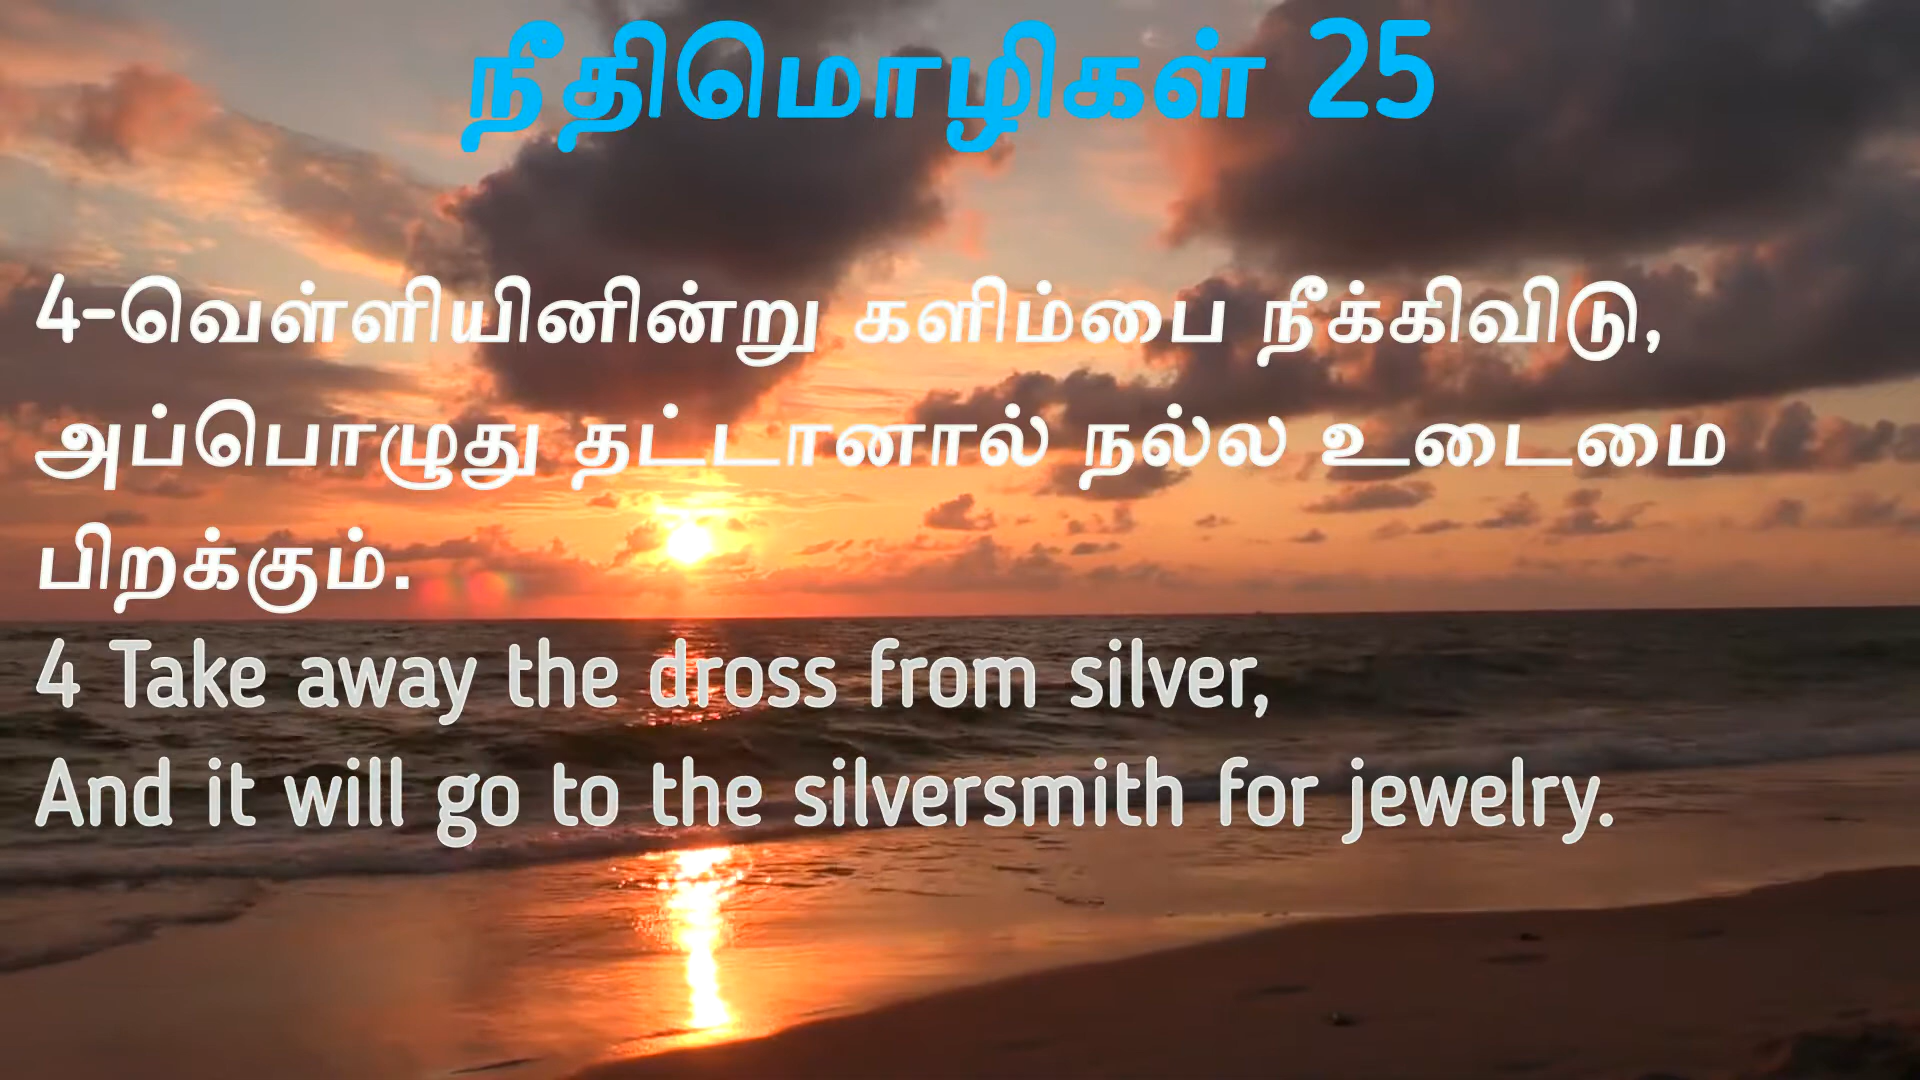 நீதிமொழிகள் 25
4-வெள்ளியினின்று களிம்பை நீக்கிவிடு,
அப்பொழுது தட்டானால் நல்ல உடைமை
பிறக்கும்.
4 Take away the dross from silver,
And it will go to the silversmith for jewelry.